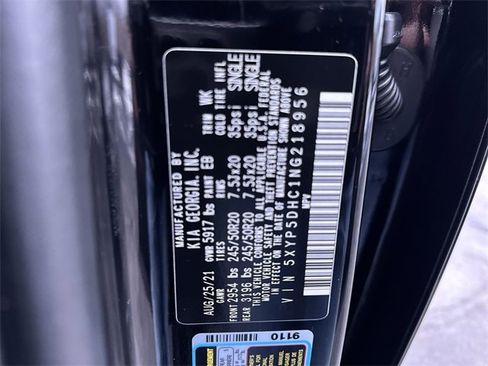 MANUFACTURED BY
KIA GEORGIA, INC.
AUG/25/21 GVWR 5917 lbs PAINT EB TRIM WK
GAWR COLD TIRE INFL
FRONT 2954 lbs 245/50R20 7.5Jx20 35psi SINGLE
REAR 3196 lbs 245/50R20 7.5Jx20 35psi SINGLE
THIS VEHICLE CONFORMS TO ALL APPLICABLE U.S.A. FEDERAL
MOTOR VEHICLE SAFETY AND THEFT PREVENTION STANDARDS
IN EFFECT ON THE DATE OF MANUFACTURE SHOWN ABOVE
VIN 5XYP5DHC1NG218956
MPV
9110